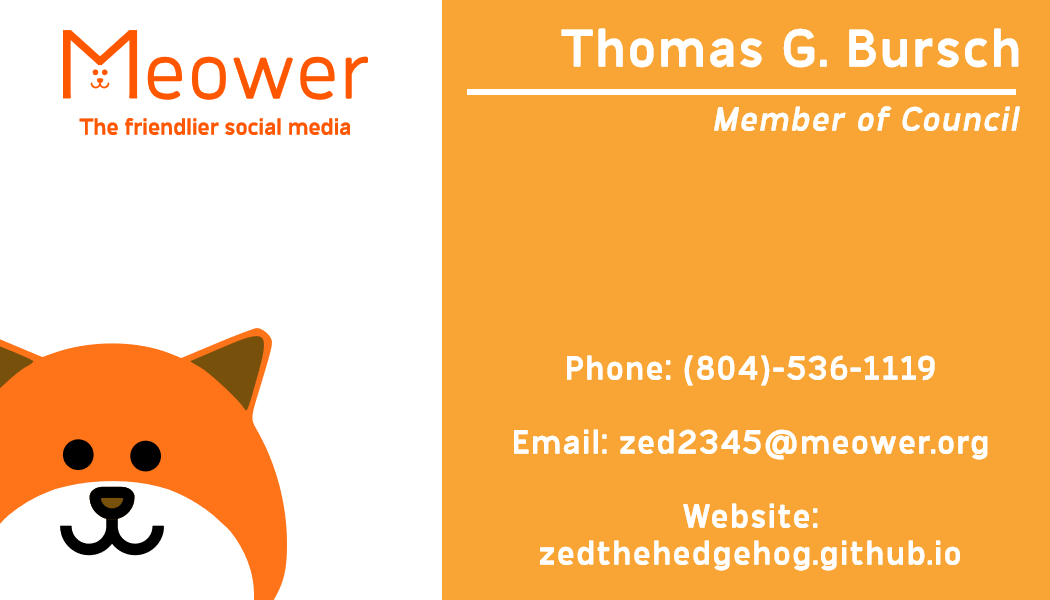 Meower
The friendlier social media
Thomas G. Bursch
Member of Council
Phone: (804)-536-1119
Email: zed2345@meower.org
Website:
zedthehedgehog.github.io